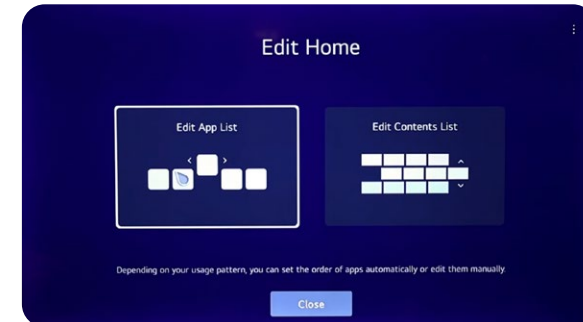 Edit Home
Edit App List
Edit Contents List
Depending on your usage pattern, you can set the order of apps automatically or edit them manually.
Close